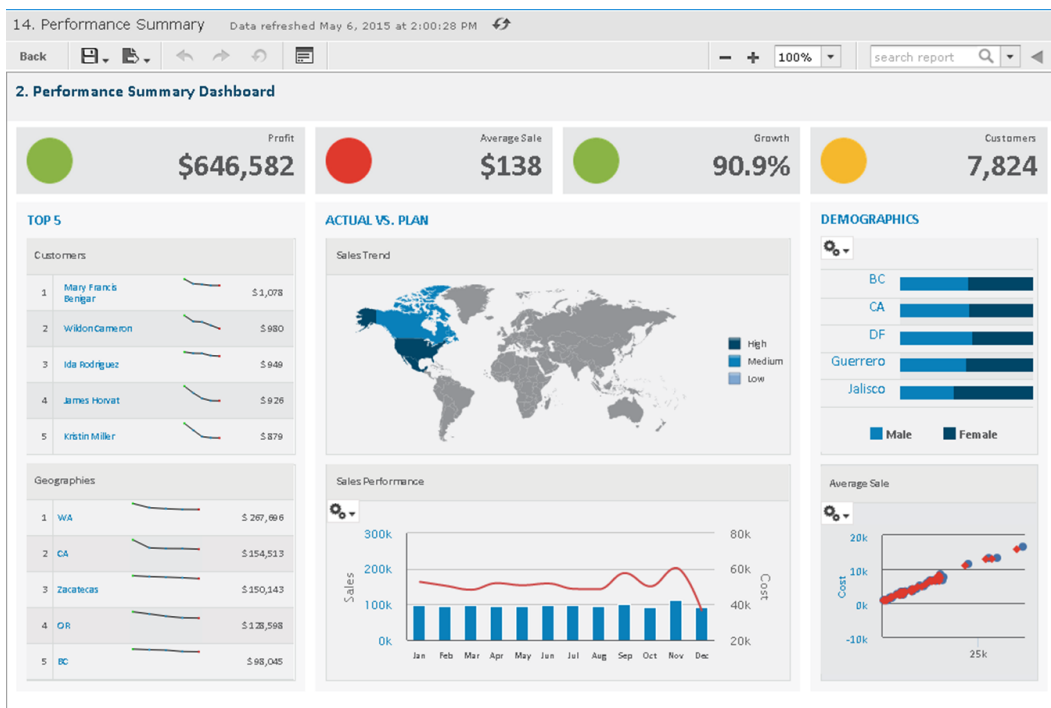 14. Performance Summary Data refreshed May 6, 2015 at 2:00:28 PM
Back 100% search report
2. Performance Summary Dashboard
Profit
$646,582
Average Sale
$138
Growth
90.9%
Customers
7,824
TOP 5
Customers
1 Mary Francis Benigar $1,078
2 Wildon Cameron $980
3 Ida Rodriguez $949
4 James Horvat $926
5 Kristin Miller $879
Geographies
1 WA $267,696
2 CA $154,513
3 Zacatecas $150,143
4 OR $128,598
5 BC $98,045
ACTUAL VS. PLAN
Sales Trend
High
Medium
Low
Sales Performance
300k
200k
100k
0k
Sales
80k
60k
40k
20k
Cost
Jan Feb Mar Apr May Jun Jul Aug Sep Oct Nov Dec
DEMOGRAPHICS
BC
CA
DF
Guerrero
Jalisco
Male Female
Average Sale
20k
10k
0k
-10k
Cost
25k